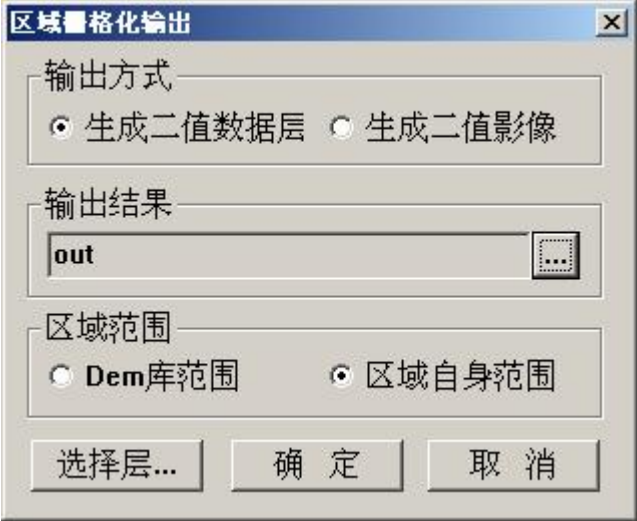 区域栅格化输出
输出方式
生成二值数据层 生成二值影像
输出结果
out ...
区域范围
Dem库范围 区域自身范围
选择层... 确 定 取 消